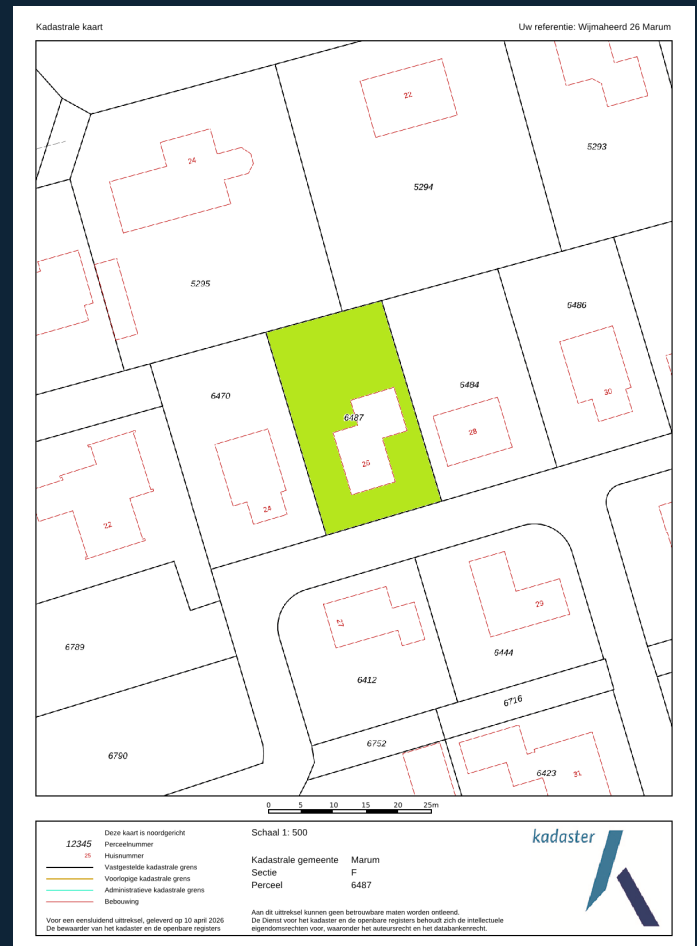 Kadastrale kaart
Uw referentie: Wijmaheerd 26 Marum
22
5293
24
5294
5295
6486
6470
6484
6487
30
28
26
24
22
29
27
6789
6444
6412
6716
6752
6790
6423
31
0 5 10 15 20 25m
Deze kaart is noordgericht
12345 Perceelnummer
25 Huisnummer
Vastgestelde kadastrale grens
Voorlopige kadastrale grens
Administratieve kadastrale grens
Bebouwing
Voor een eensluidend uittreksel, geleverd op 10 april 2026
De bewaarder van het kadaster en de openbare registers
Schaal 1: 500
Kadastrale gemeente Marum
Sectie F
Perceel 6487
Aan dit uittreksel kunnen geen betrouwbare maten worden ontleend.
De Dienst voor het kadaster en de openbare registers behoudt zich de intellectuele
eigendomsrechten voor, waaronder het auteursrecht en het databankenrecht.
kadaster